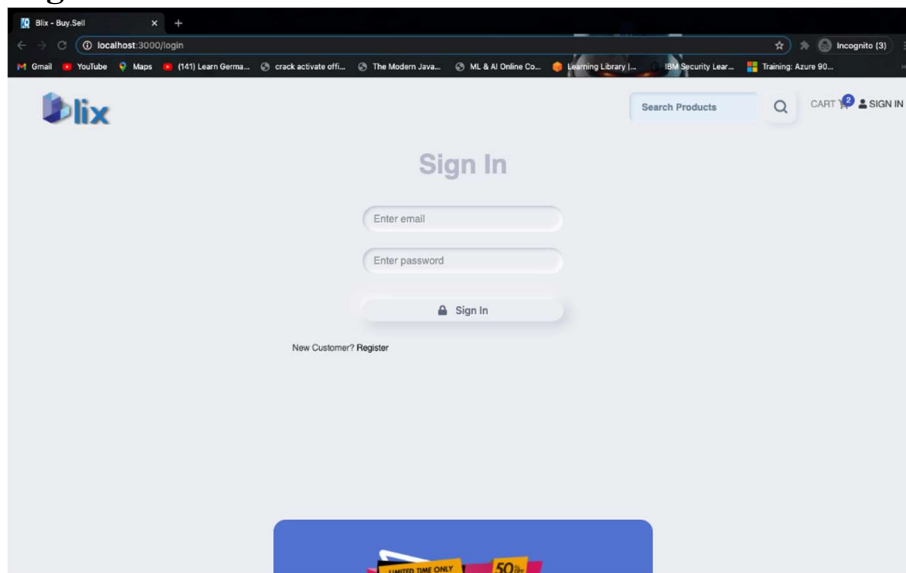 Blix - Buy.Sell
localhost:3000/login
Incognito (3)
Gmail YouTube Maps (141) Learn Germa... crack activate offi... The Modern Java... ML & AI Online Co... Learning Library |... IBM Security Lear... Training: Azure 90...
Blix
Search Products
CART 2 SIGN IN
Sign In
Enter email
Enter password
Sign In
New Customer? Register
LIMITED TIME ONLY
50%